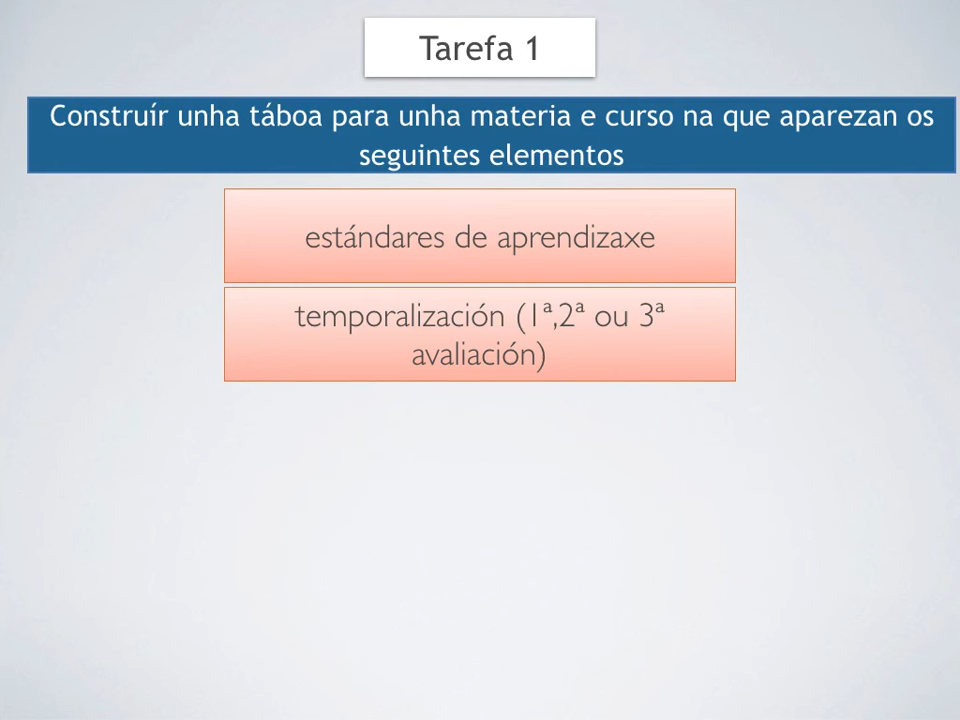 Tarefa 1
Construír unha táboa para unha materia e curso na que aparezan os
seguintes elementos
estándares de aprendizaxe
temporalización (1ª,2ª ou 3ª
avaliación)